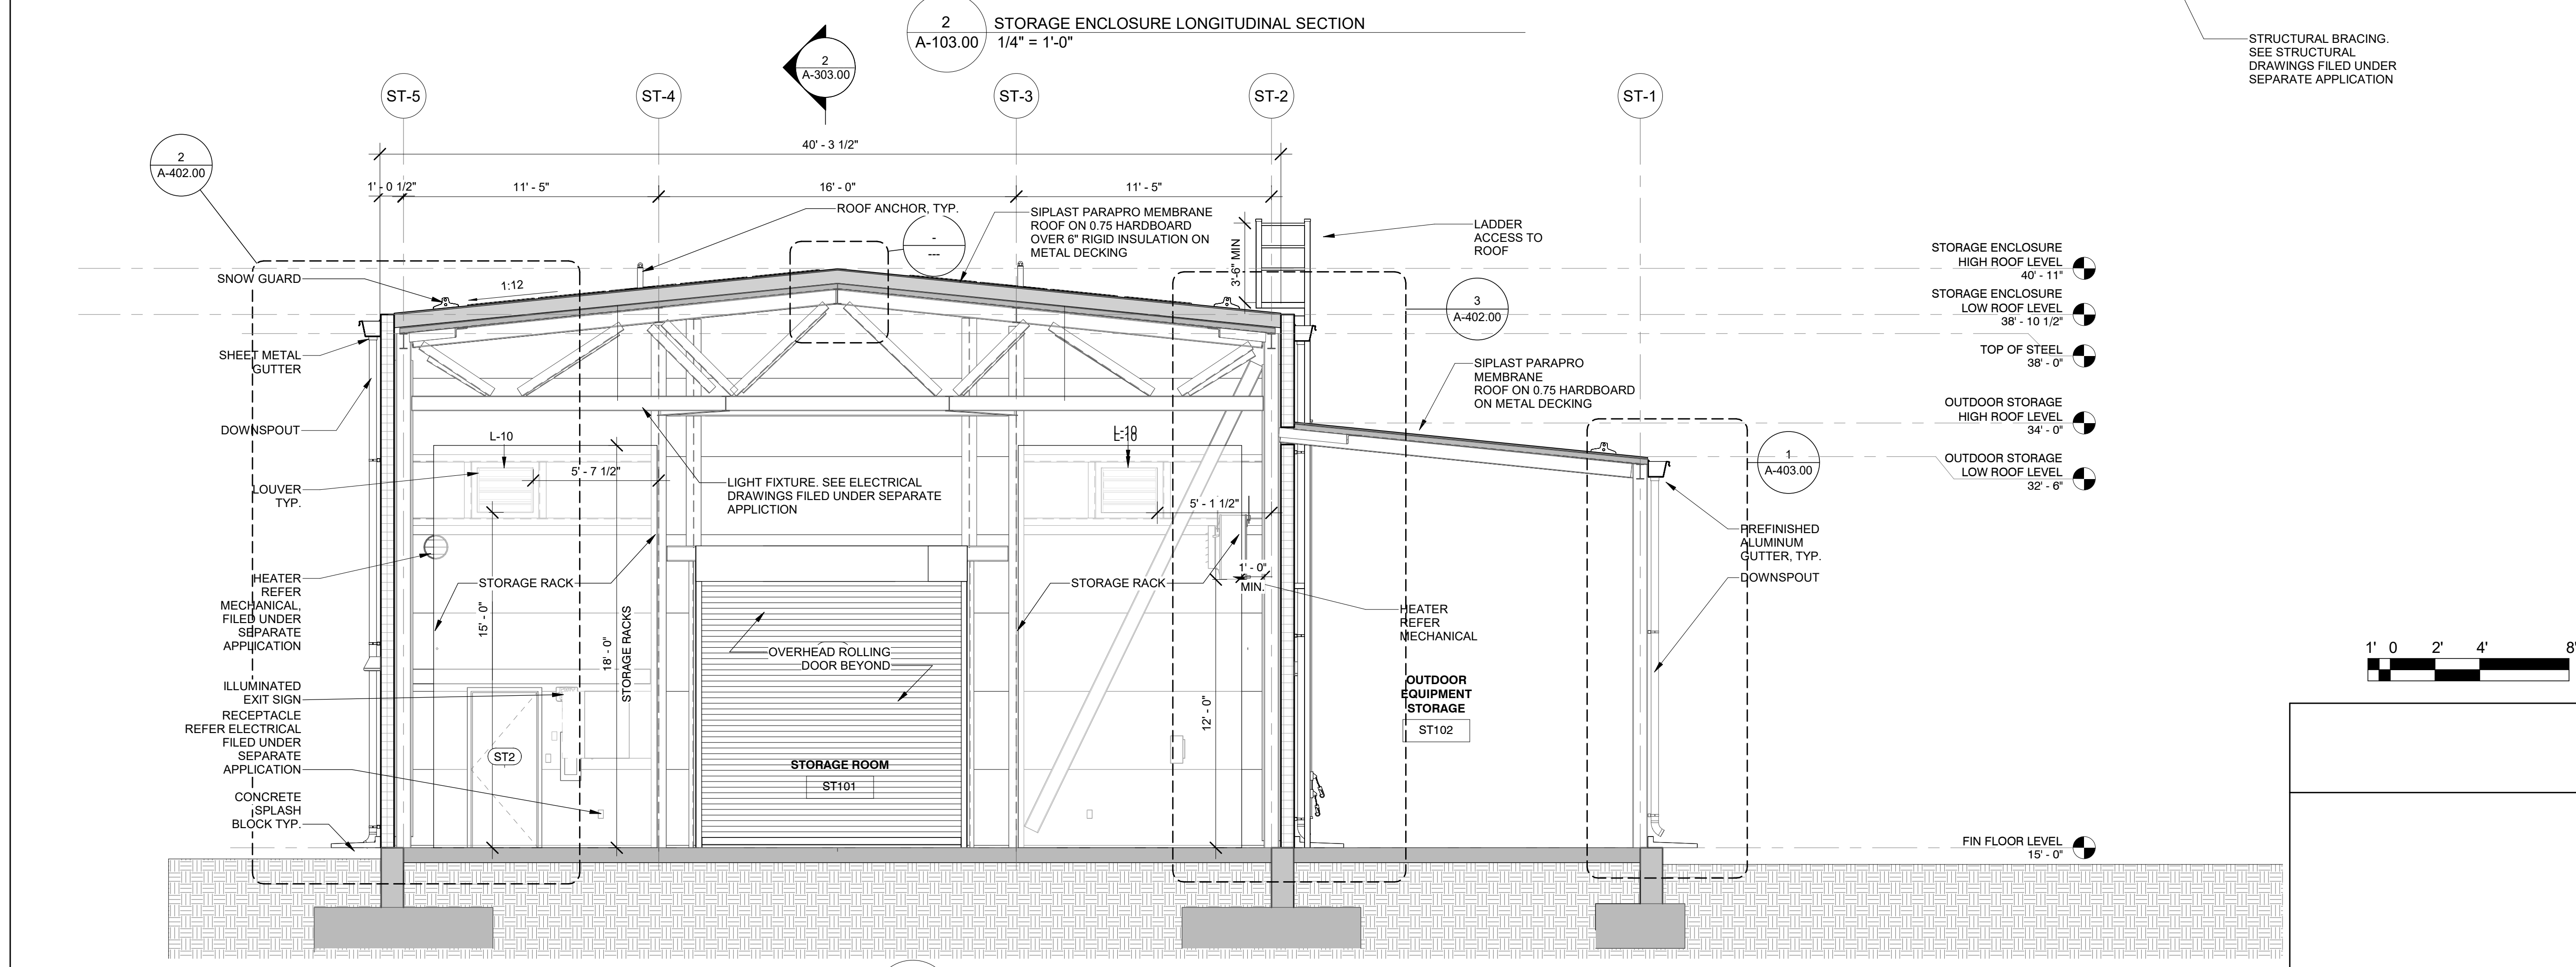 2
A-103.00
STORAGE ENCLOSURE LONGITUDINAL SECTION
1/4" = 1'-0"
STRUCTURAL BRACING.
SEE STRUCTURAL
DRAWINGS FILED UNDER
SEPARATE APPLICATION
2
A-303.00
ST-5
ST-4
ST-3
ST-2
ST-1
40' - 3 1/2"
2
A-402.00
1' - 0 1/2"
11' - 5"
16' - 0"
11' - 5"
ROOF ANCHOR, TYP.
-
---
SIPLAST PARAPRO MEMBRANE
ROOF ON 0.75 HARDBOARD
OVER 6" RIGID INSULATION ON
METAL DECKING
3'-6" MIN
LADDER
ACCESS TO
ROOF
STORAGE ENCLOSURE
HIGH ROOF LEVEL
40' - 11"
STORAGE ENCLOSURE
LOW ROOF LEVEL
38' - 10 1/2"
TOP OF STEEL
38' - 0"
OUTDOOR STORAGE
HIGH ROOF LEVEL
34' - 0"
OUTDOOR STORAGE
LOW ROOF LEVEL
32' - 6"
SNOW GUARD
1:12
3
A-402.00
SHEET METAL
GUTTER
SIPLAST PARAPRO
MEMBRANE
ROOF ON 0.75 HARDBOARD
ON METAL DECKING
DOWNSPOUT
L-10
L-10
L-10
1
A-403.00
5' - 7 1/2"
LOUVER
TYP.
LIGHT FIXTURE. SEE ELECTRICAL
DRAWINGS FILED UNDER SEPARATE
APPLICTION
5' - 1 1/2"
PREFINISHED
ALUMINUM
GUTTER, TYP.
DOWNSPOUT
HEATER
REFER
MECHANICAL,
FILED UNDER
SEPARATE
APPLICATION
STORAGE RACK
STORAGE RACK
1' - 0"
MIN.
15' - 0"
18' - 0"
STORAGE RACKS
HEATER
REFER
MECHANICAL
OVERHEAD ROLLING
DOOR BEYOND
1' 0 2' 4' 8'
ILLUMINATED
EXIT SIGN
RECEPTACLE
REFER ELECTRICAL
FILED UNDER
SEPARATE
APPLICATION
OUTDOOR
EQUIPMENT
STORAGE
ST102
12' - 0"
ST2
STORAGE ROOM
ST101
CONCRETE
SPLASH
BLOCK TYP.
FIN FLOOR LEVEL
15' - 0"